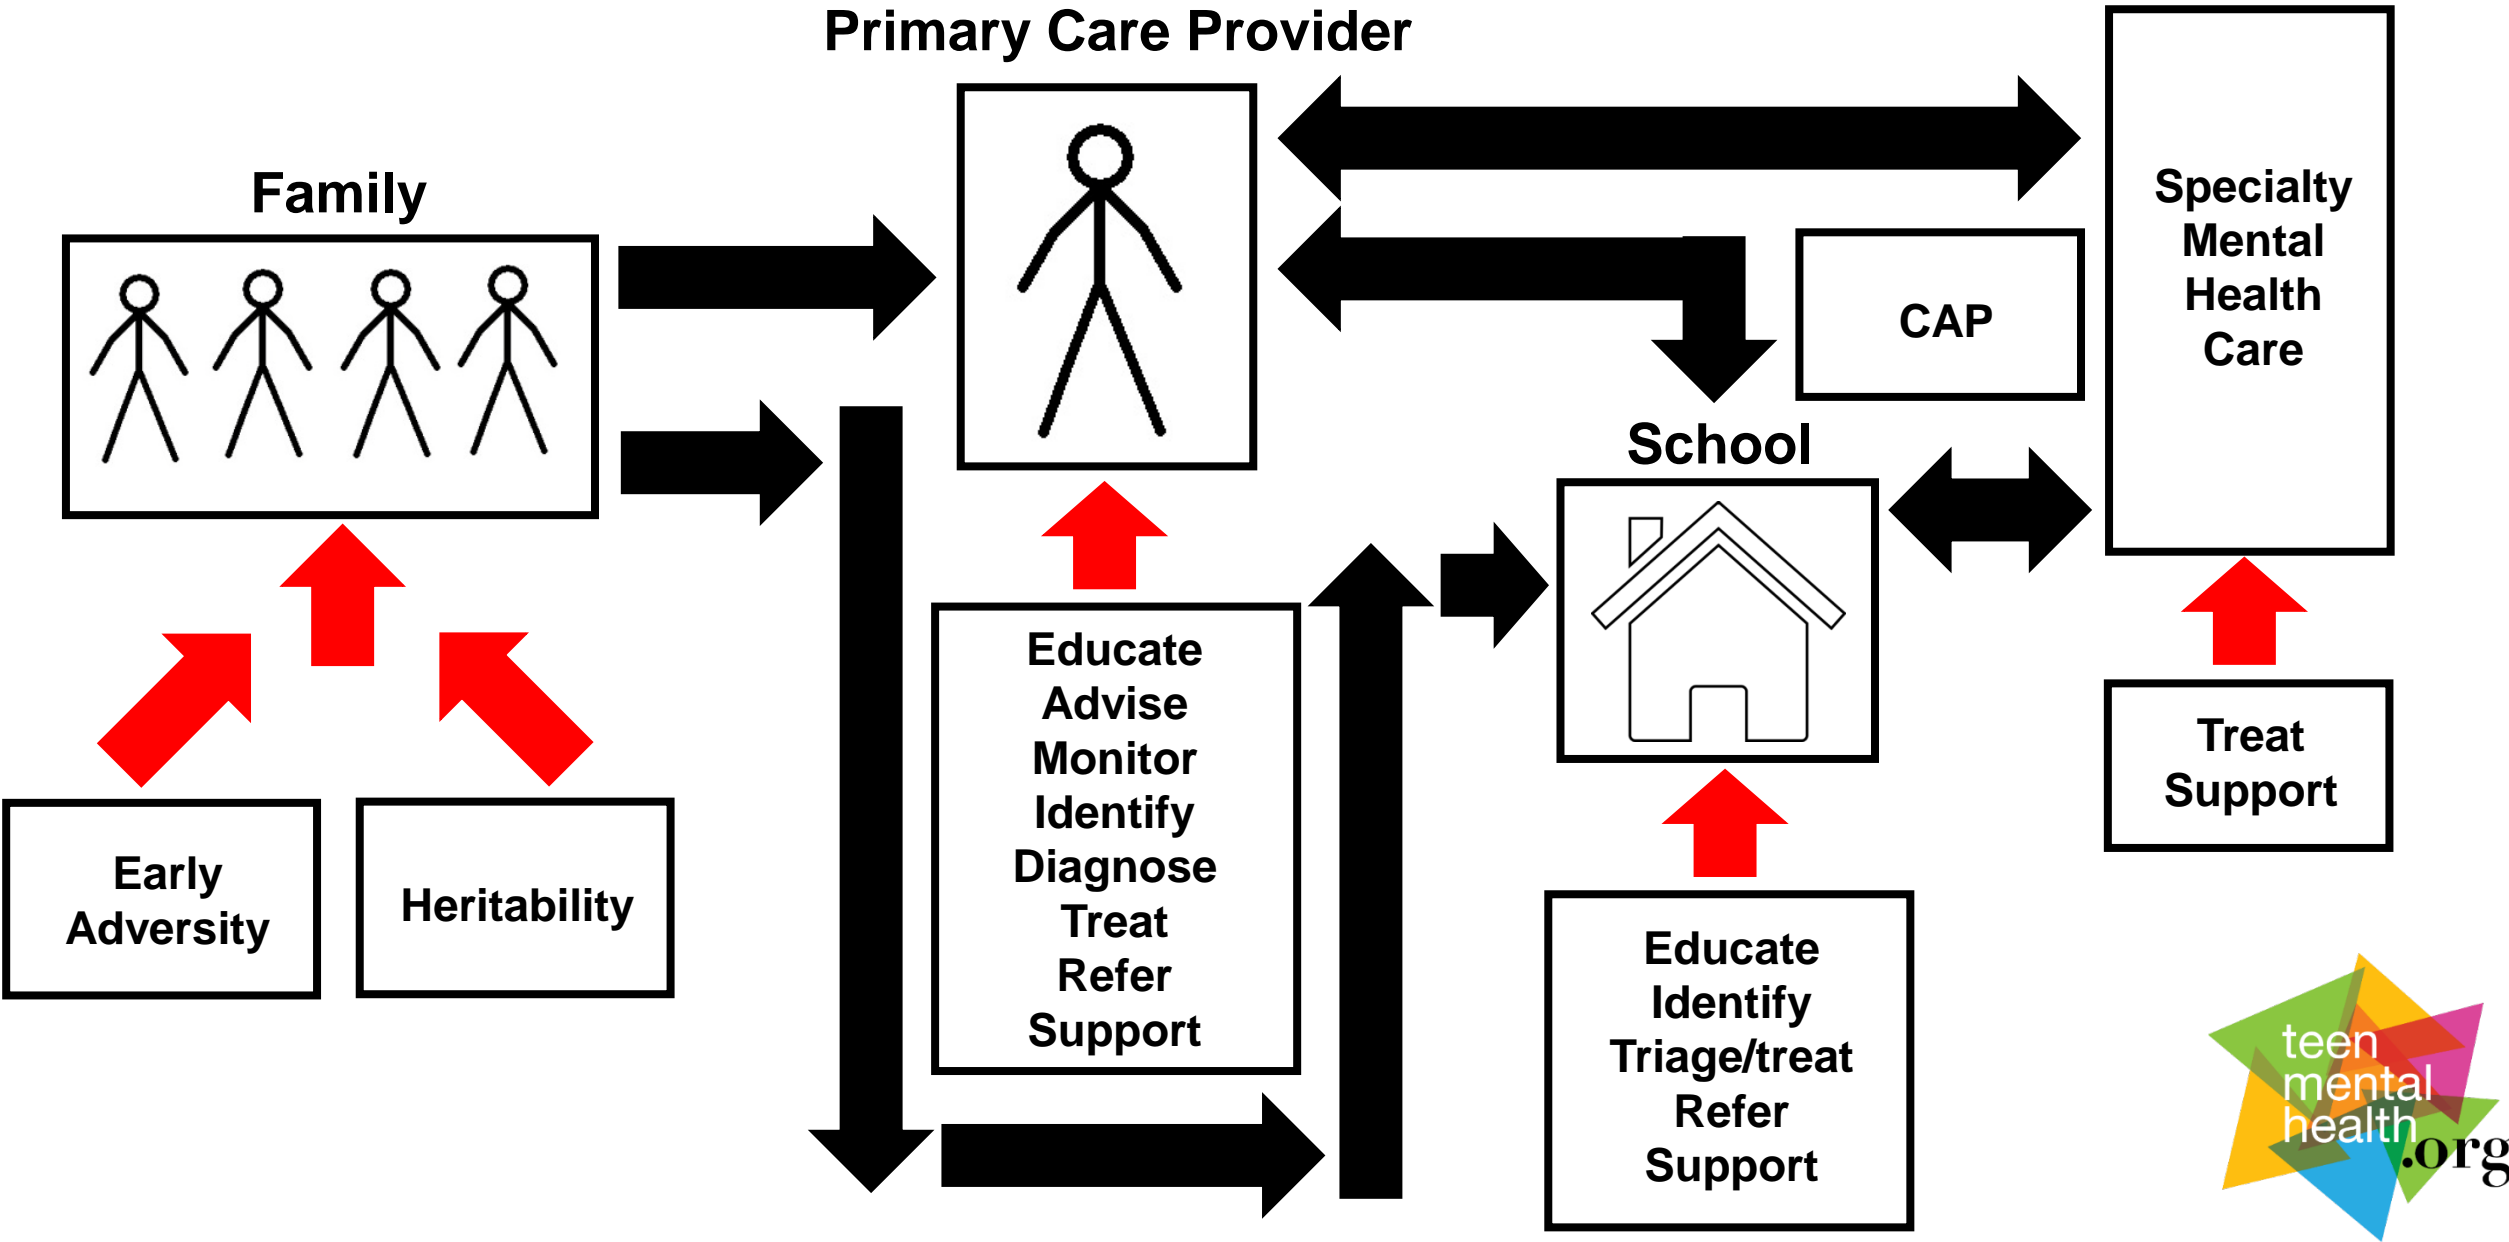 Primary Care Provider
Family
Specialty
Mental
Health
Care
CAP
School
Educate
Advise
Monitor
Identify
Diagnose
Treat
Refer
Support
Treat
Support
Early
Adversity
Heritability
Educate
Identify
Triage/treat
Refer
Support
teen
mental
health
.org